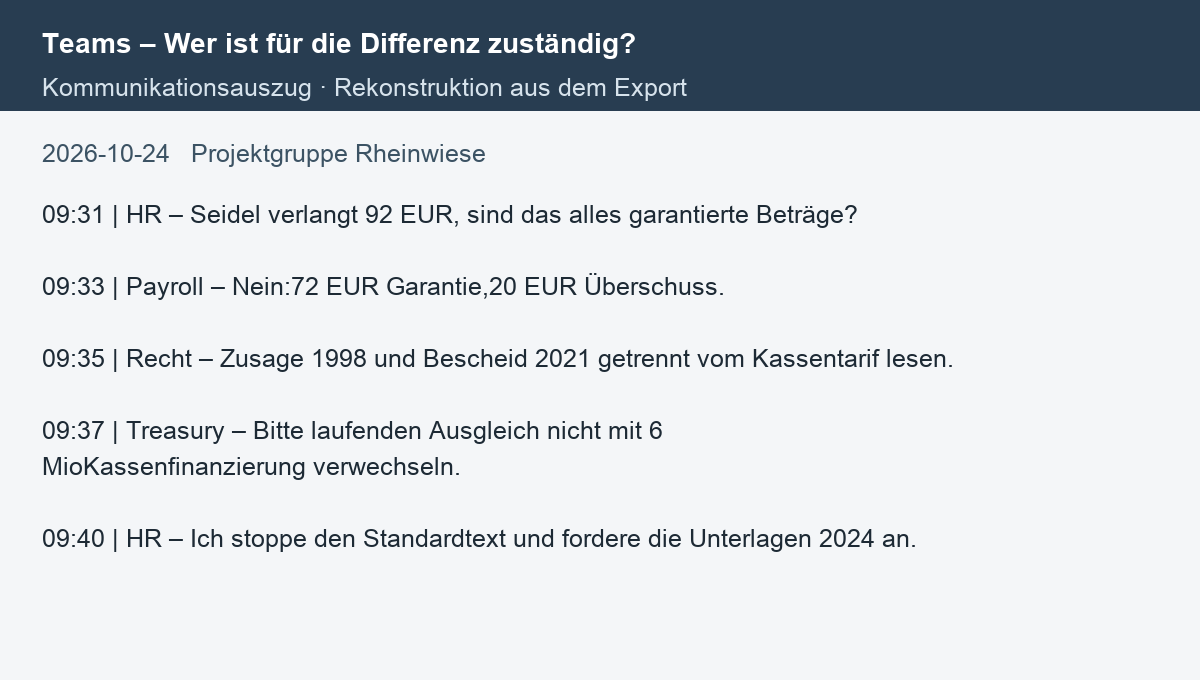 Teams – Wer ist für die Differenz zuständig?
Kommunikationsauszug · Rekonstruktion aus dem Export
2026-10-24 Projektgruppe Rheinwiese
09:31 | HR – Seidel verlangt 92 EUR, sind das alles garantierte Beträge?
09:33 | Payroll – Nein:72 EUR Garantie,20 EUR Überschuss.
09:35 | Recht – Zusage 1998 und Bescheid 2021 getrennt vom Kassentarif lesen.
09:37 | Treasury – Bitte laufenden Ausgleich nicht mit 6
MioKassenfinanzierung verwechseln.
09:40 | HR – Ich stoppe den Standardtext und fordere die Unterlagen 2024 an.